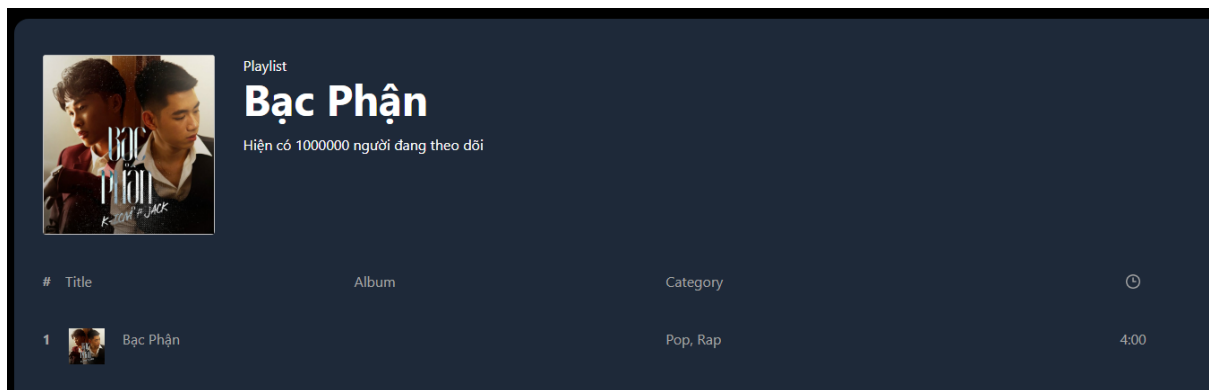 Playlist
Bạc Phận
Hiện có 1000000 người đang theo dõi
BẠC
PHẬN
K-ICM ft JACK
# Title Album Category
1 Bạc Phận Pop, Rap 4:00